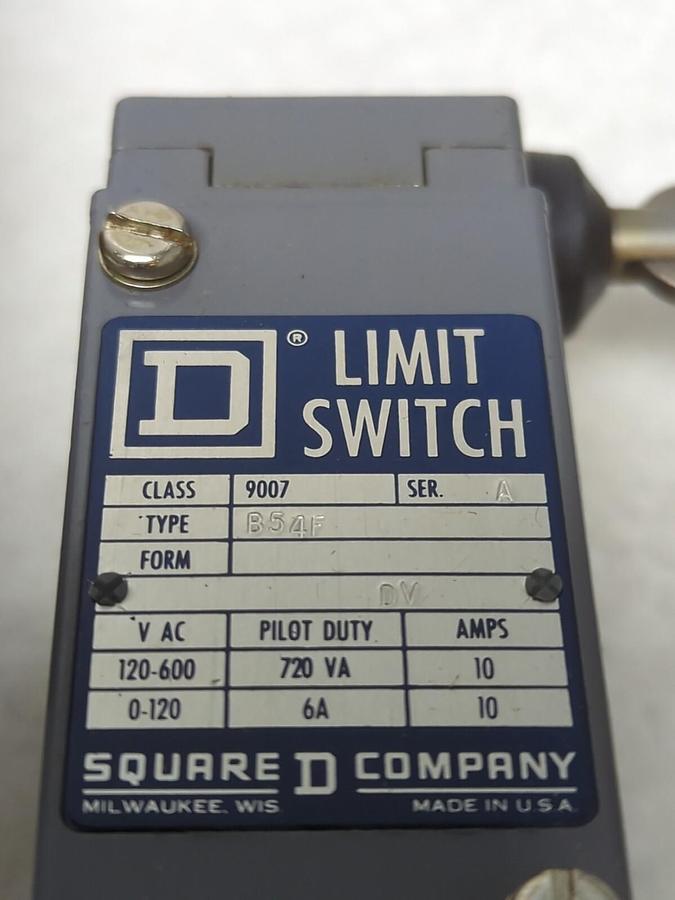 D ® LIMIT
SWITCH
CLASS 9007 SER. A
TYPE B54F
FORM
DV
V AC PILOT DUTY AMPS
120-600 720 VA 10
0-120 6A 10
SQUARE D COMPANY
MILWAUKEE, WIS. MADE IN U.S.A.